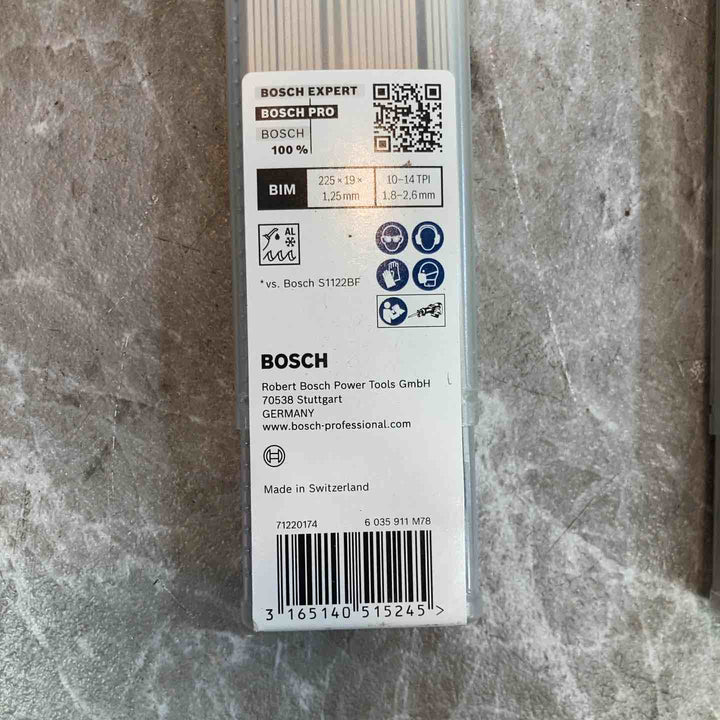 BOSCH EXPERT
BOSCH PRO
BOSCH
100 %
BIM
225 × 19 ×
1,25 mm
10–14 TPI
1.8–2,6 mm
AL
*vs. Bosch S1122BF
BOSCH
Robert Bosch Power Tools GmbH
70538 Stuttgart
GERMANY
www.bosch-professional.com
Made in Switzerland
71220174 6 035 911 M78
3 165140 515245 >